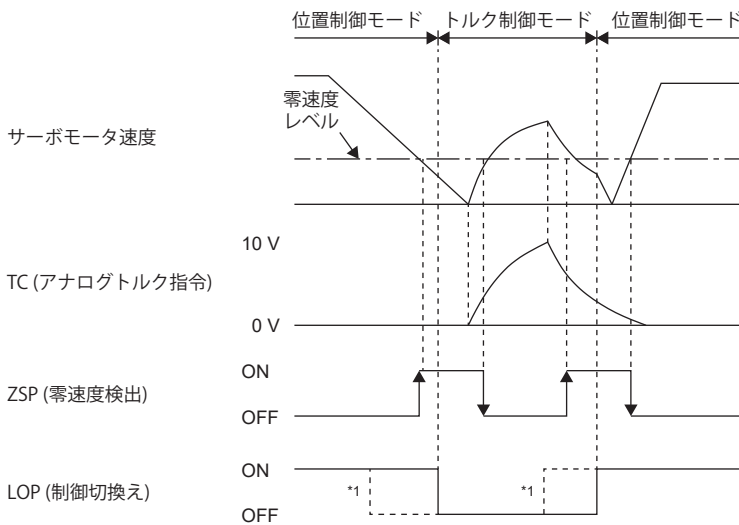 位置制御モード
トルク制御モード
位置制御モード
零速度
レベル
サーボモータ速度
10 V
TC (アナログトルク指令)
0 V
ON
ZSP (零速度検出)
OFF
ON
LOP (制御切換え)
*1
*1
OFF